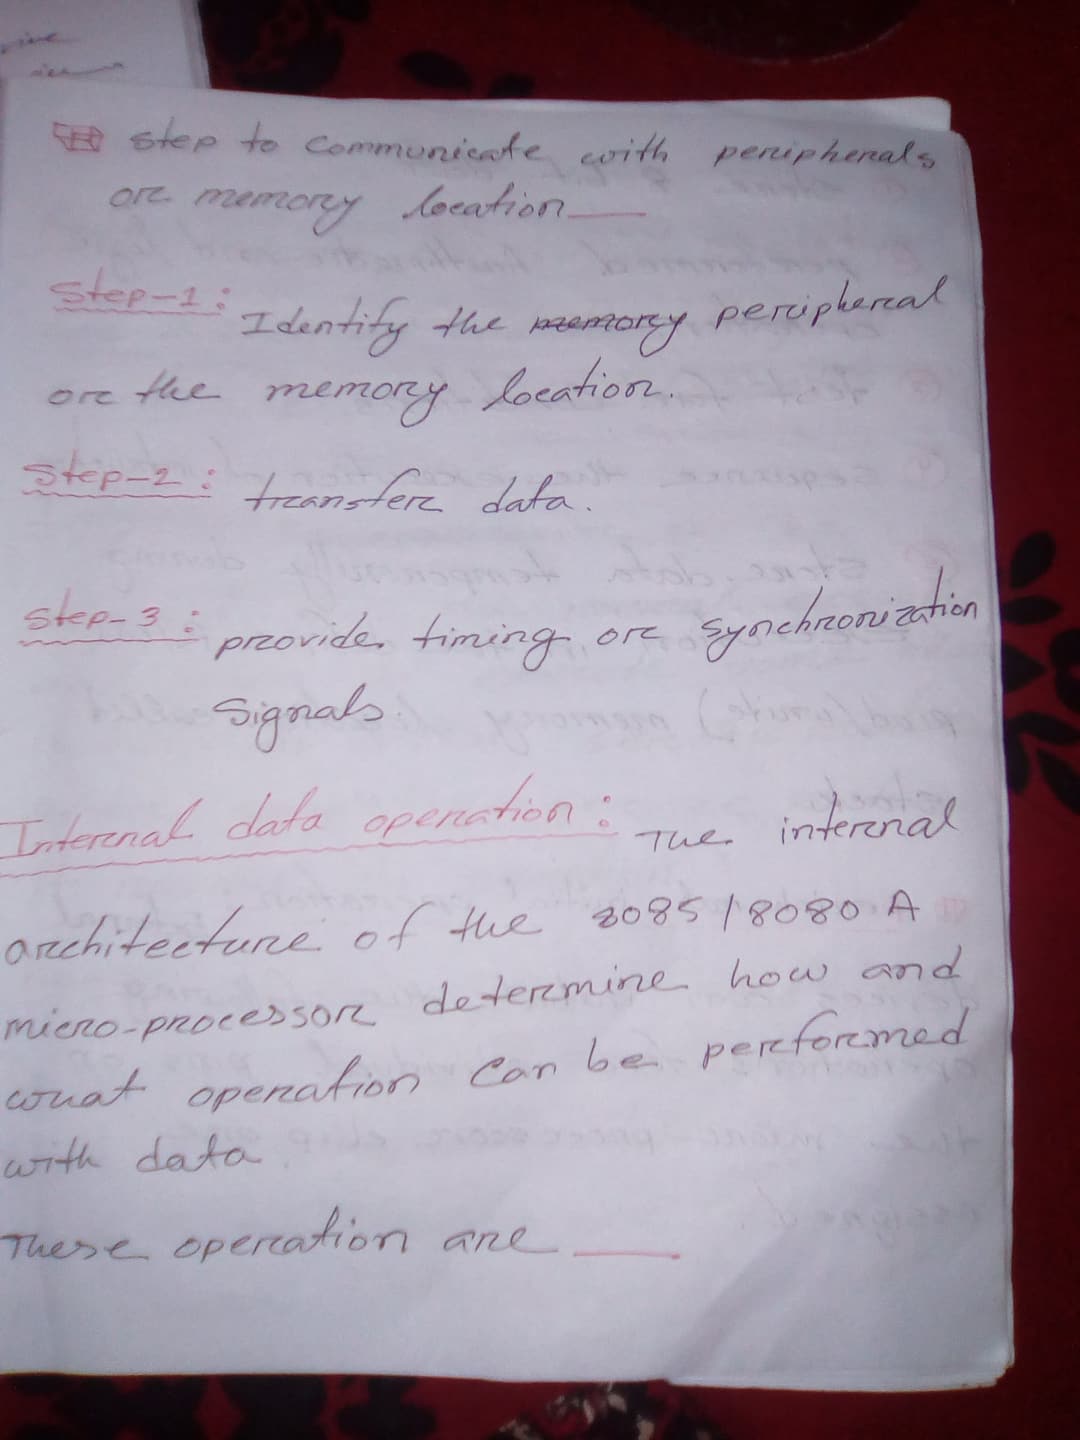 step to communicate with peripherals
or memory location
Step-1:
Identify the memory peripheral
or the memory location.
Step-2:
transfer data.
Step-3:
provide timing or synchronization
Signals.
Internal data operation: The internal
architecture of the 8085/8080 A
micro-processor determine how and
what operation can be performed
with data
These operation are